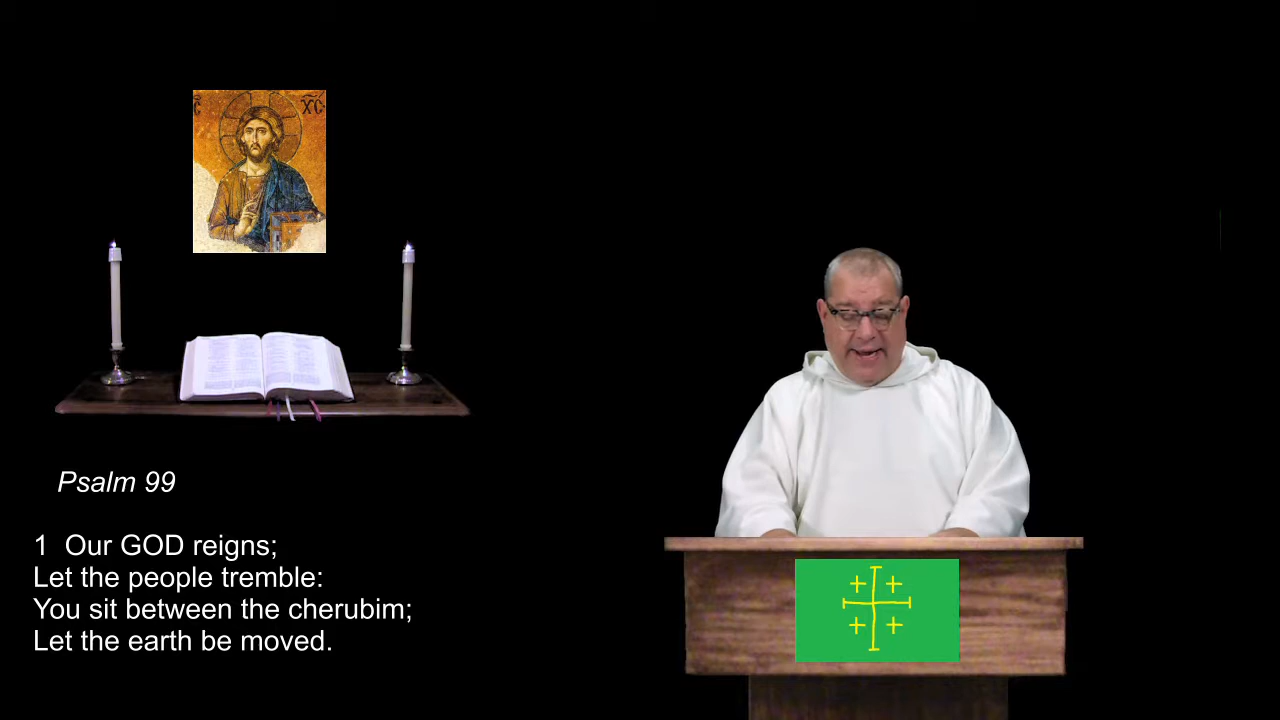 ΧC
Psalm 99
1 Our GOD reigns;
Let the people tremble:
You sit between the cherubim;
Let the earth be moved.